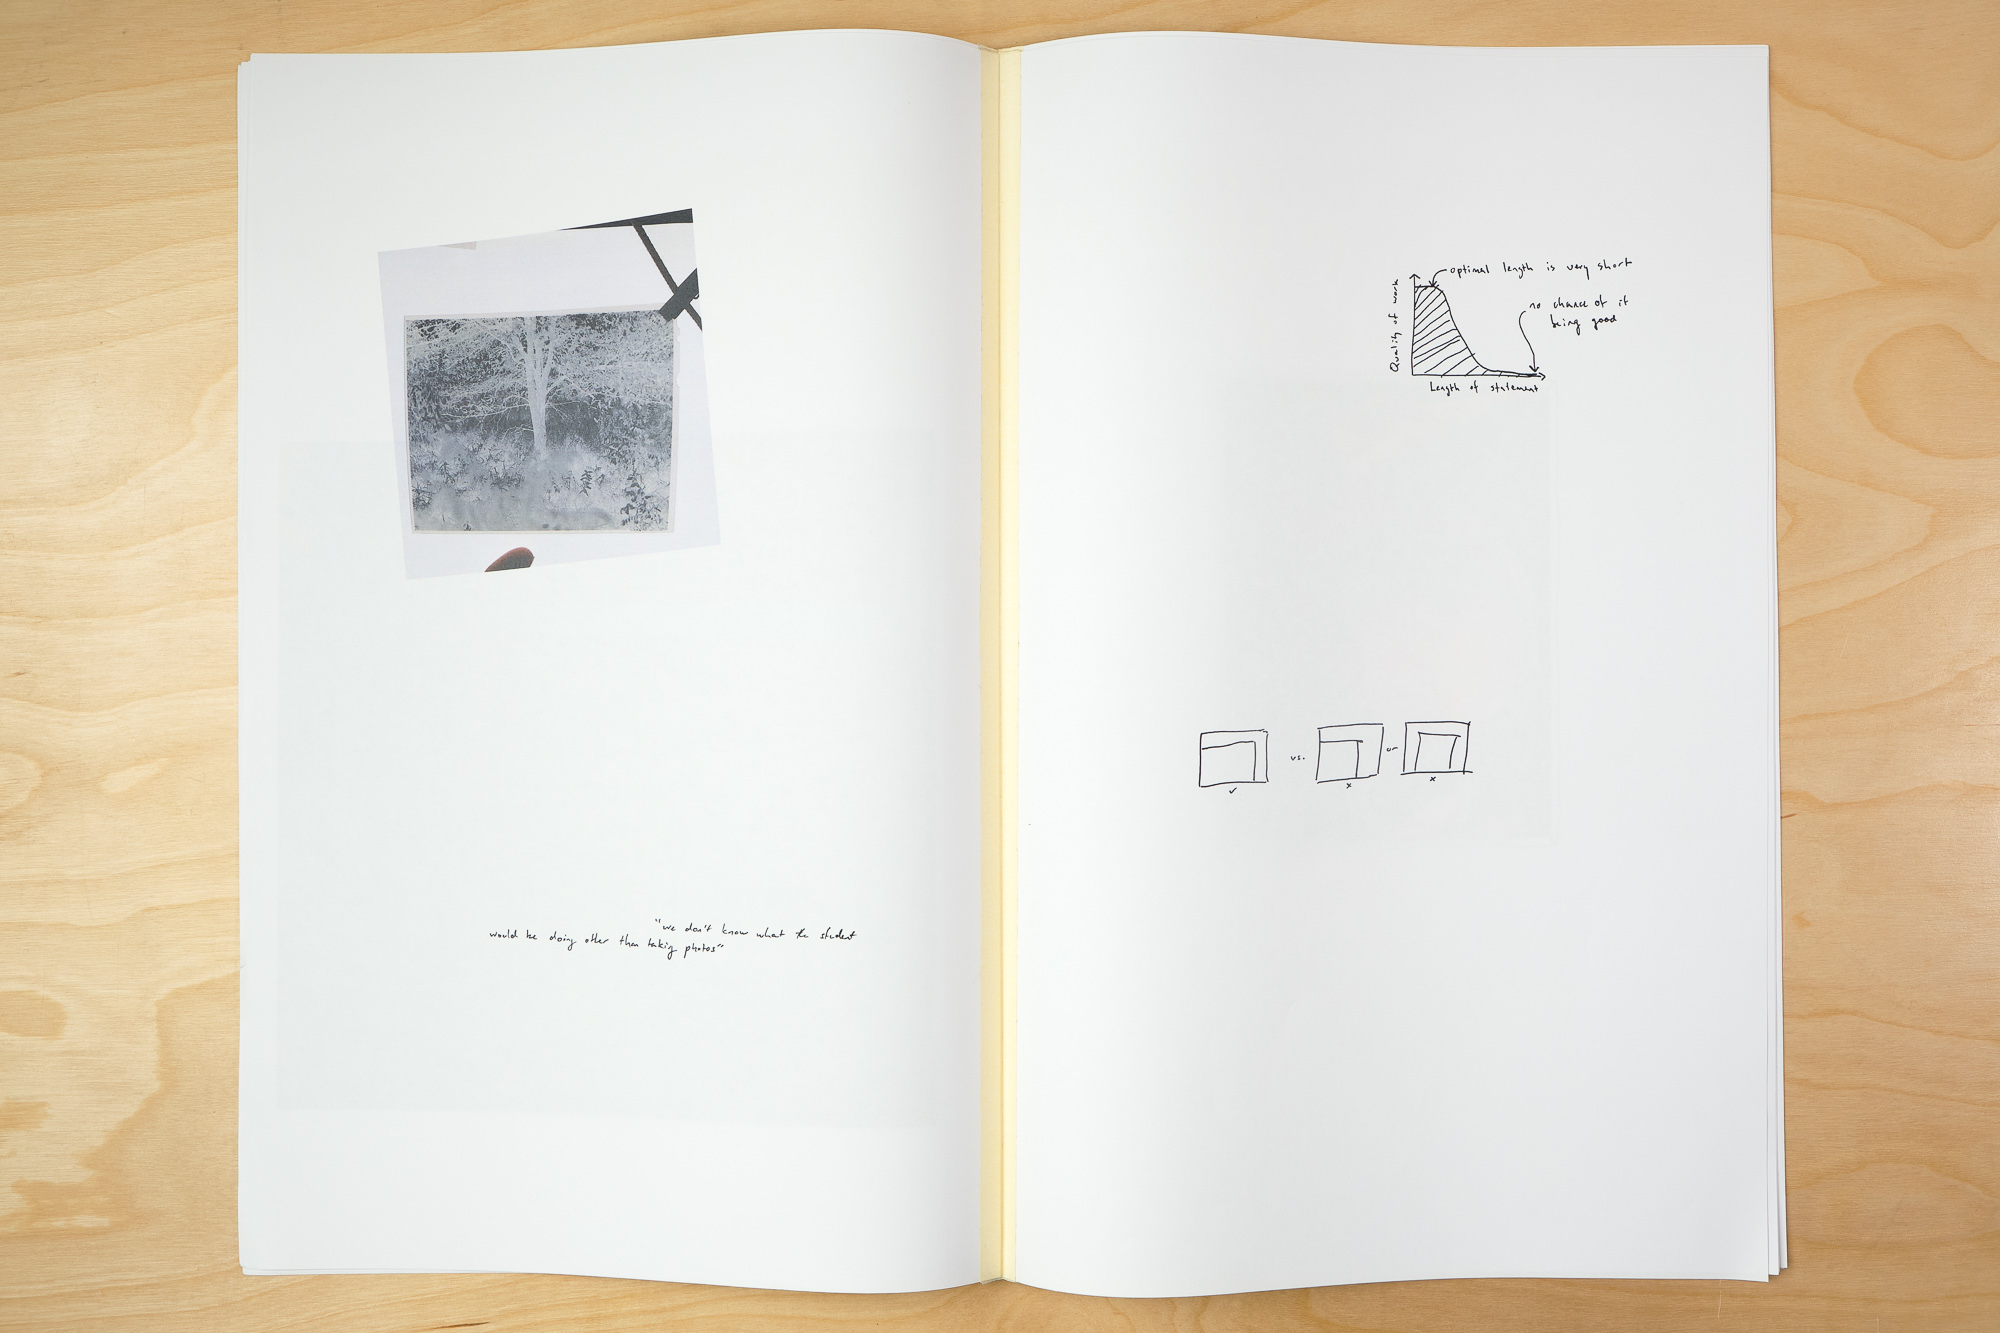 "we don't know what the student
would be doing other than taking photos"
optimal length is very short
no chance of it
being good
Quality of work
Length of statement
vs.
or